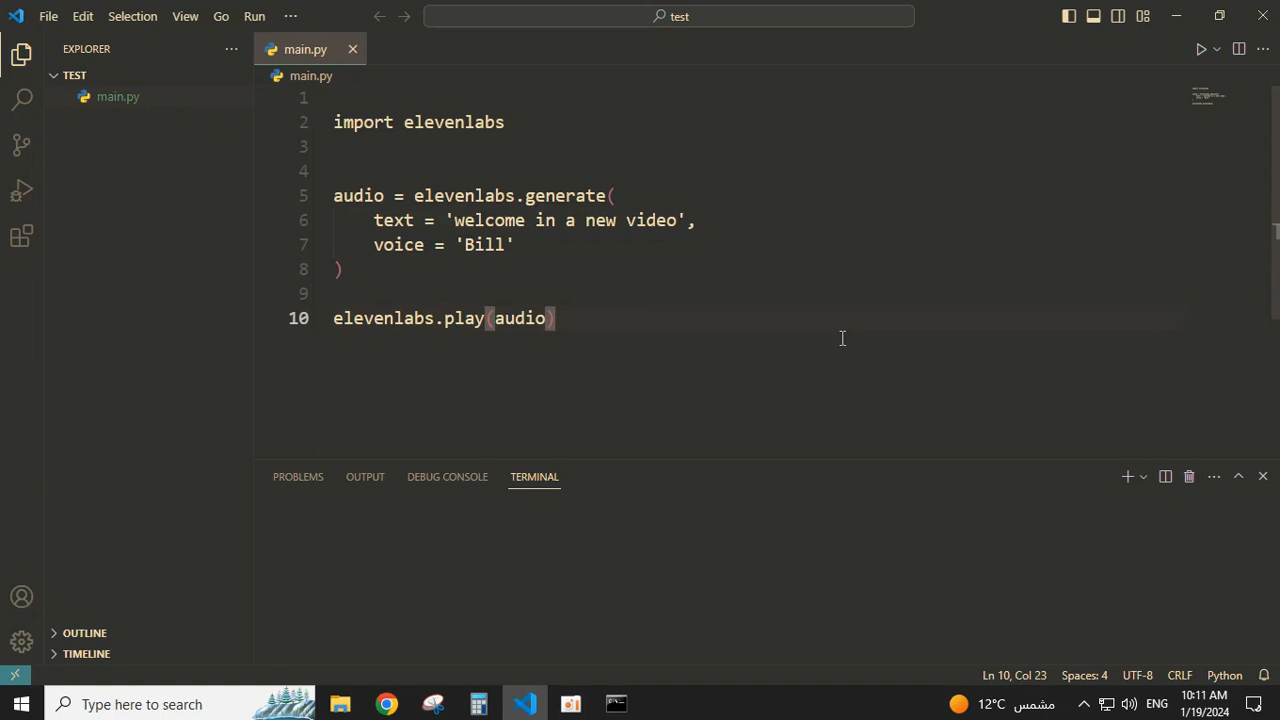 File Edit Selection View Go Run ··· test
EXPLORER ···
TEST
main.py
OUTLINE
TIMELINE
main.py
main.py
1
2 import elevenlabs
3
4
5 audio = elevenlabs.generate(
6 text = 'welcome in a new video',
7 voice = 'Bill'
8 )
9
10 elevenlabs.play(audio)
PROBLEMS OUTPUT DEBUG CONSOLE TERMINAL
Ln 10, Col 23 Spaces: 4 UTF-8 CRLF Python
Type here to search
12°C مشمس ENG
10:11 AM
1/19/2024